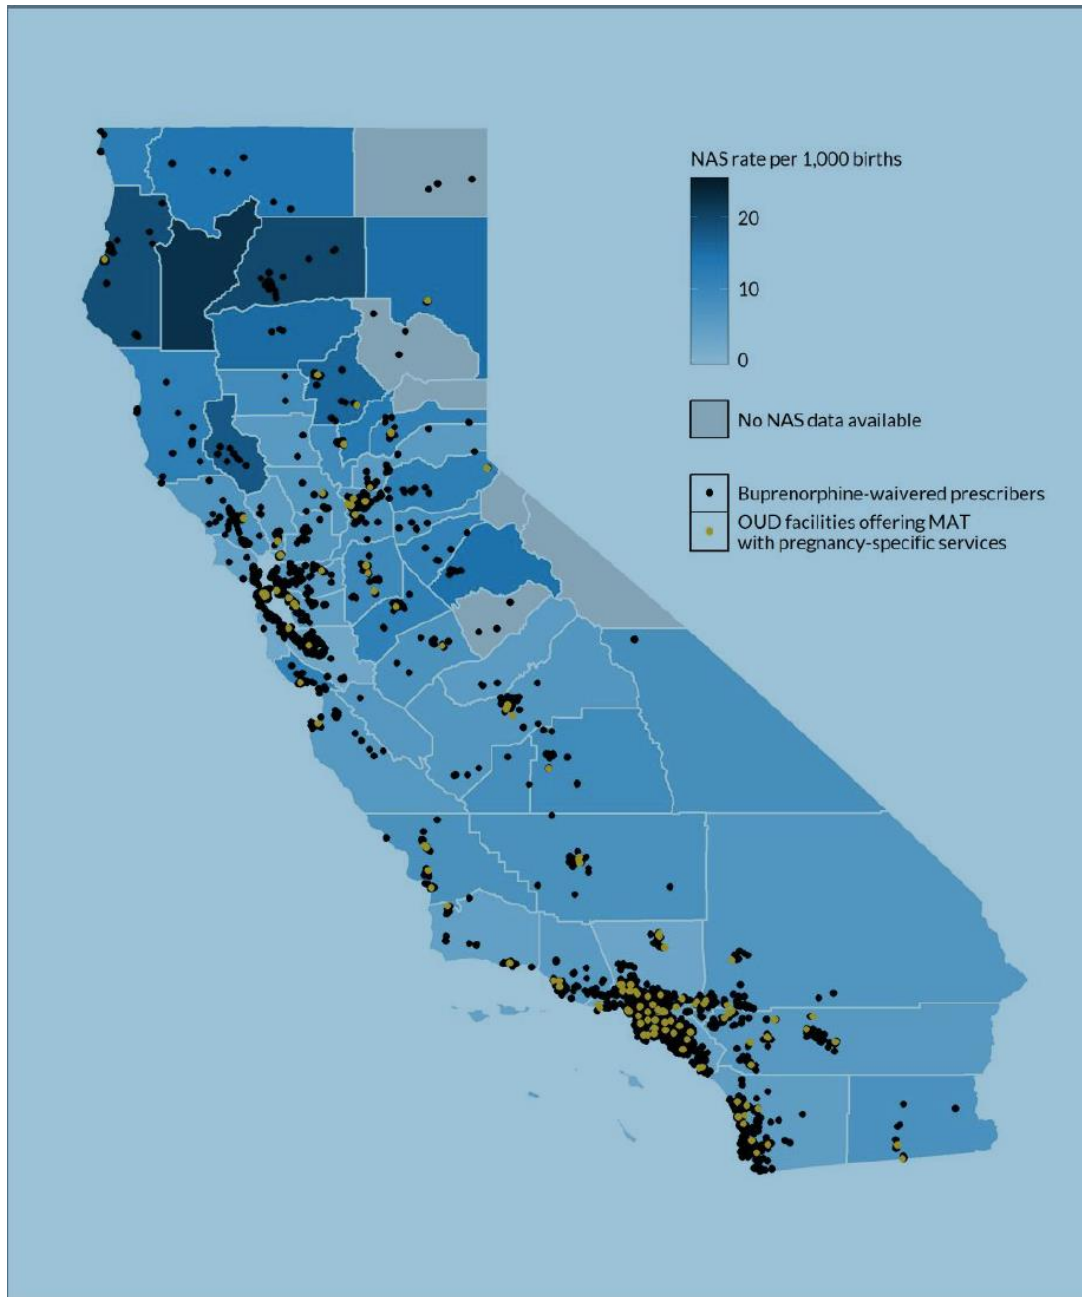 NAS rate per 1,000 births
20
10
0
No NAS data available
Buprenorphine-waivered prescribers
OUD facilities offering MAT
with pregnancy-specific services